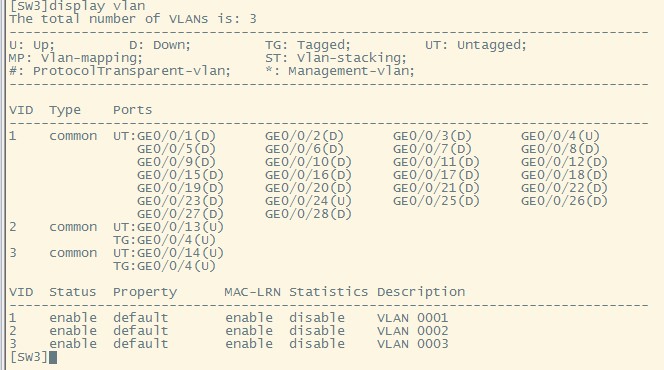 [SW3]display vlan
The total number of VLANs is: 3
--------------------------------------------------------------------------------
U: Up;         D: Down;         TG: Tagged;         UT: Untagged;
MP: Vlan-mapping;               ST: Vlan-stacking;
#: ProtocolTransparent-vlan;    *: Management-vlan;
--------------------------------------------------------------------------------
VID  Type    Ports
--------------------------------------------------------------------------------
1    common  UT:GE0/0/1(D)      GE0/0/2(D)      GE0/0/3(D)      GE0/0/4(U)
                GE0/0/5(D)      GE0/0/6(D)      GE0/0/7(D)      GE0/0/8(D)
                GE0/0/9(D)      GE0/0/10(D)     GE0/0/11(D)     GE0/0/12(D)
                GE0/0/15(D)     GE0/0/16(D)     GE0/0/17(D)     GE0/0/18(D)
                GE0/0/19(D)     GE0/0/20(D)     GE0/0/21(D)     GE0/0/22(D)
                GE0/0/23(D)     GE0/0/24(U)     GE0/0/25(D)     GE0/0/26(D)
                GE0/0/27(D)     GE0/0/28(D)
2    common  UT:GE0/0/13(U)
             TG:GE0/0/4(U)
3    common  UT:GE0/0/14(U)
             TG:GE0/0/4(U)
VID  Status  Property      MAC-LRN Statistics Description
--------------------------------------------------------------------------------
1    enable  default       enable  disable    VLAN 0001
2    enable  default       enable  disable    VLAN 0002
3    enable  default       enable  disable    VLAN 0003
[SW3]